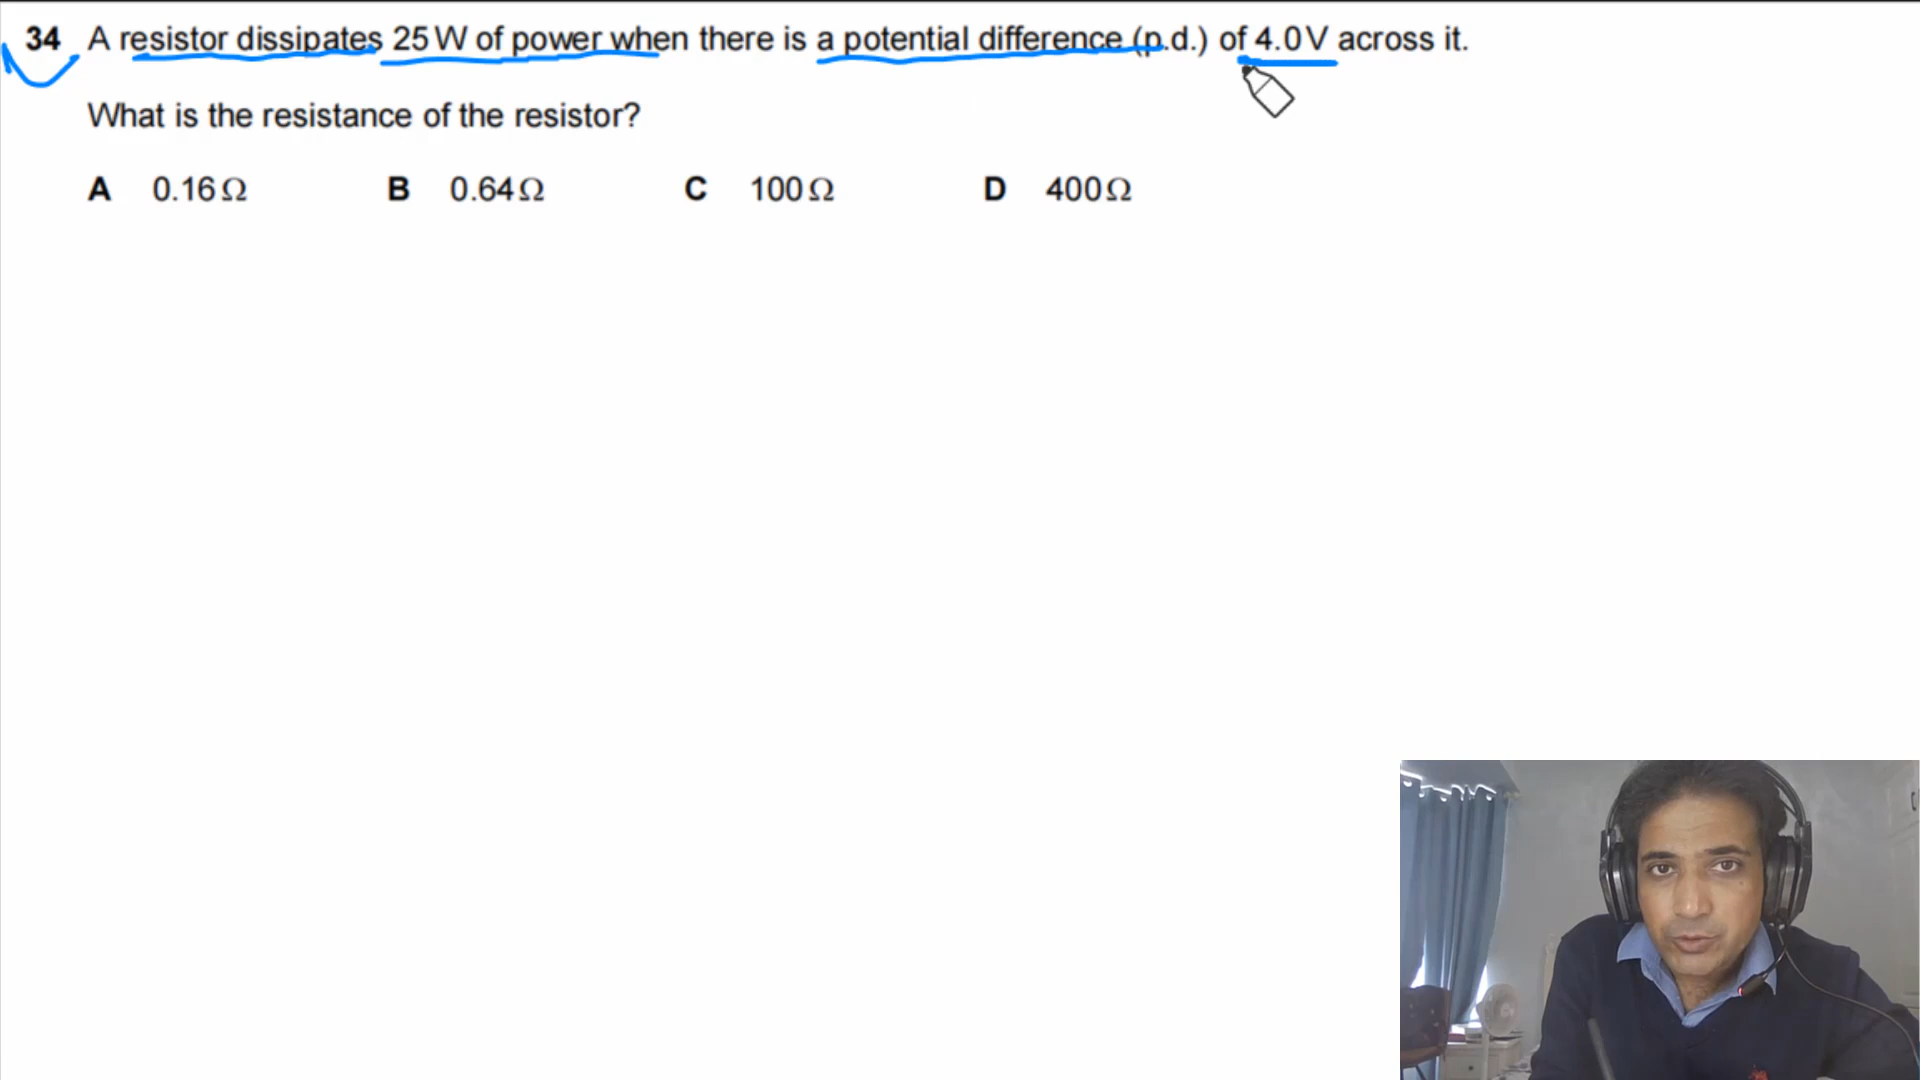 34 A resistor dissipates 25 W of power when there is a potential difference (p.d.) of 4.0 V across it.
What is the resistance of the resistor?
A 0.16 Ω B 0.64 Ω C 100 Ω D 400 Ω